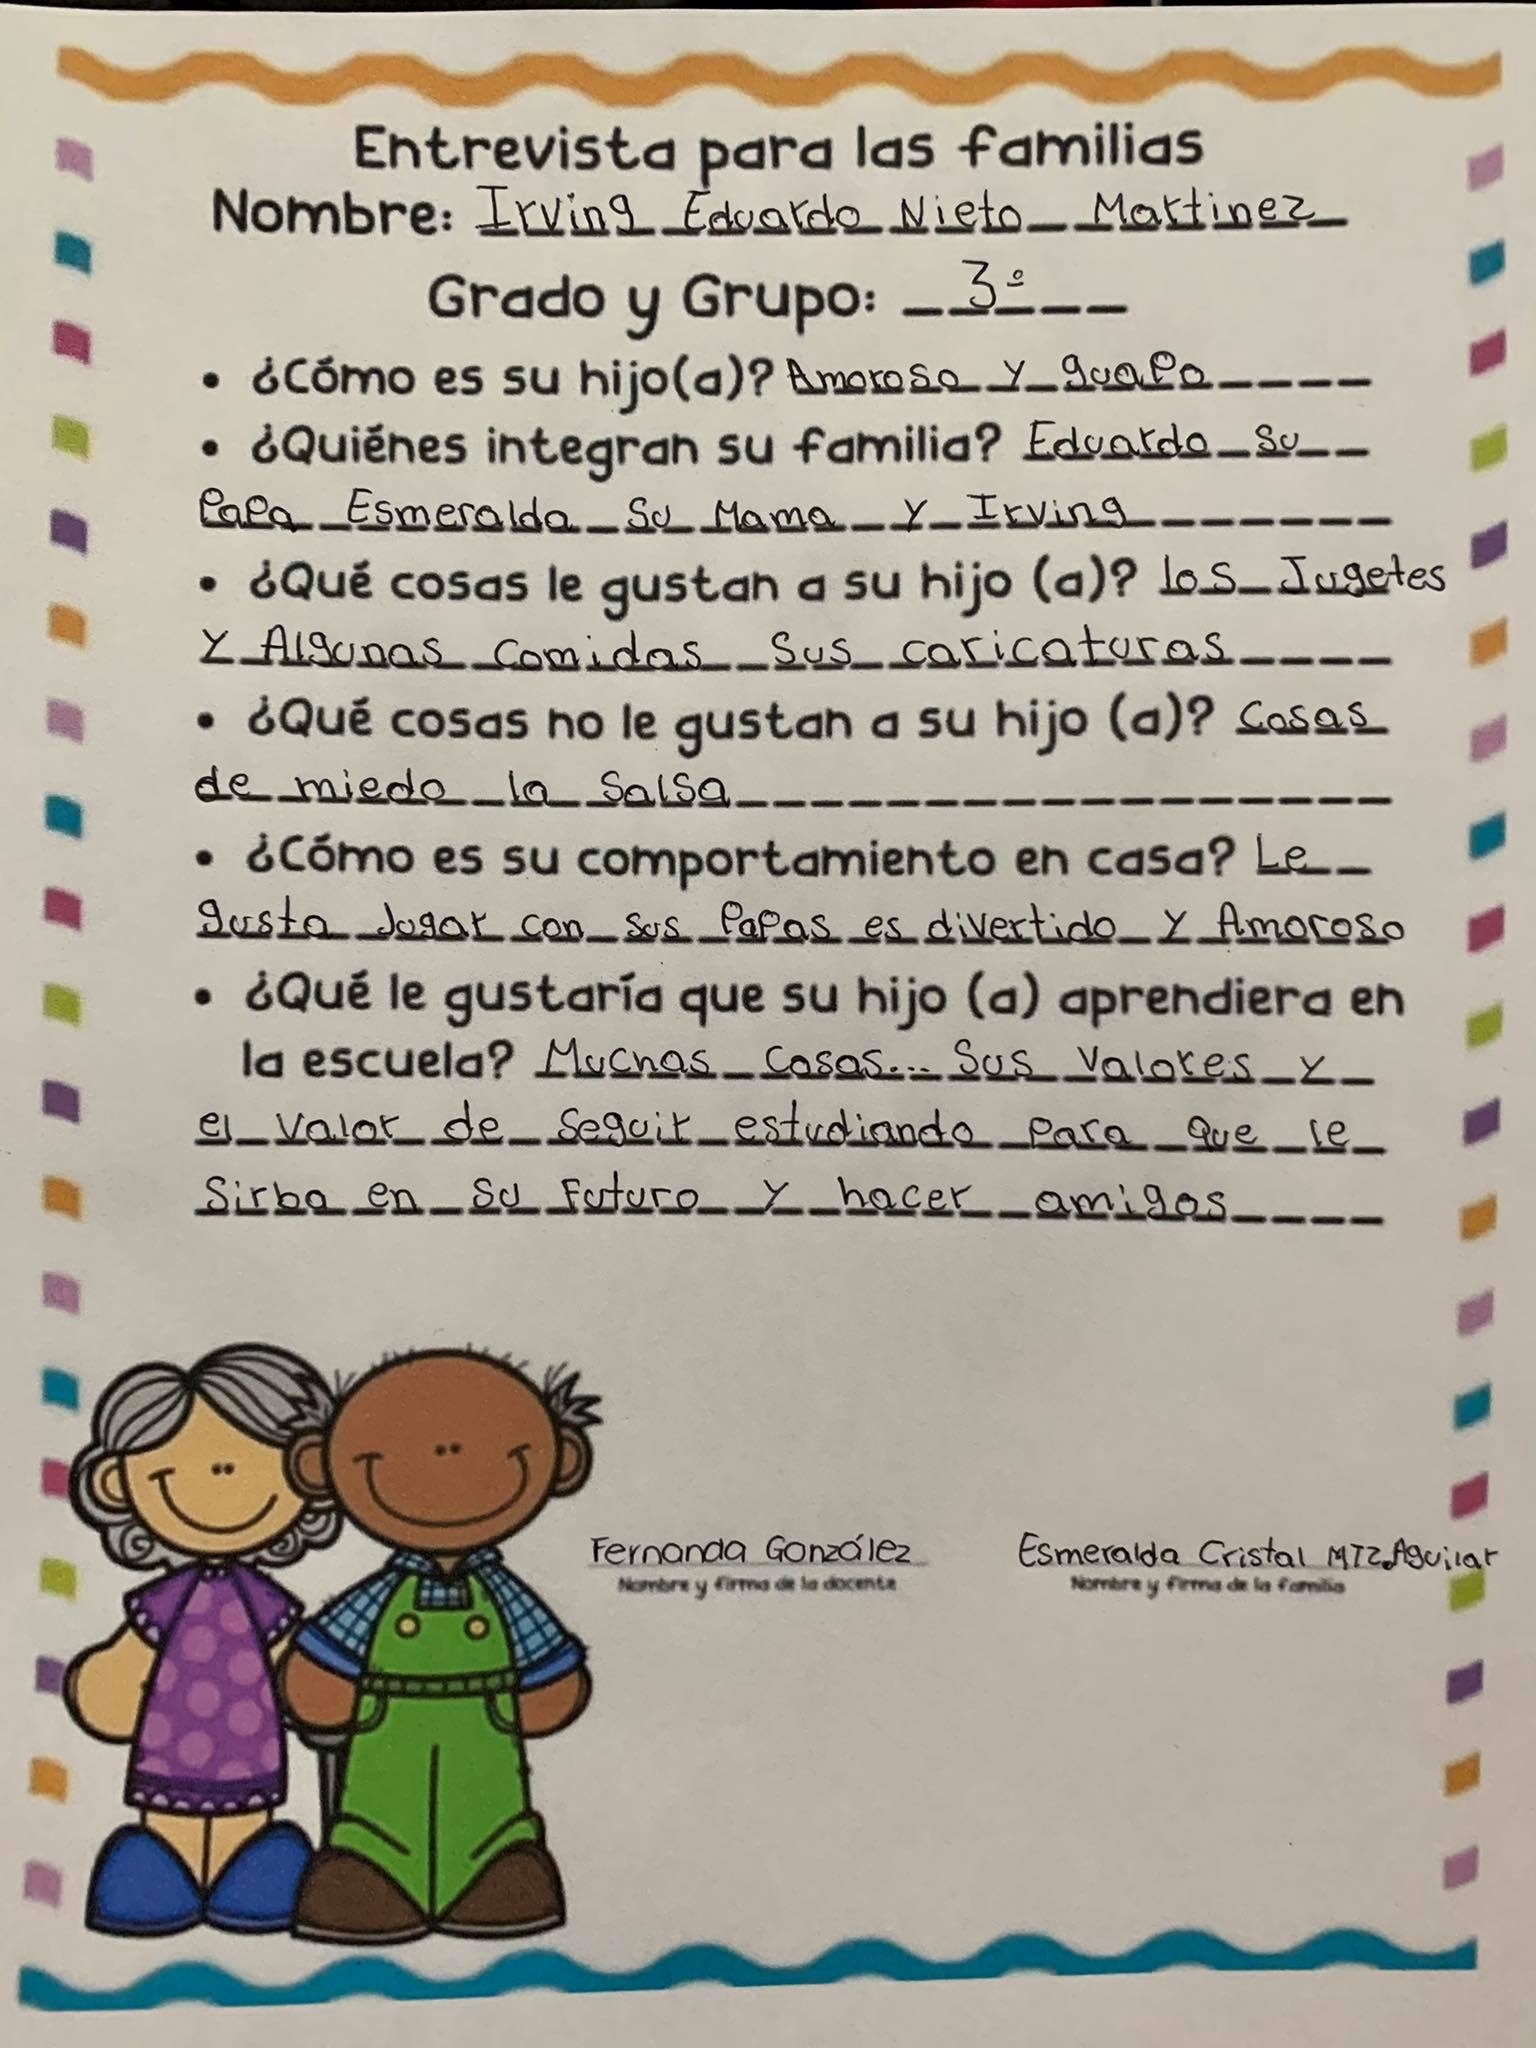 Entrevista para las familias
Nombre: Irving Eduardo Nieto Martinez
Grado y Grupo: 3º
• ¿Cómo es su hijo(a)? Amoroso y guapo
• ¿Quiénes integran su familia? Eduardo su
Papa Esmeralda su Mama y Irving
• ¿Qué cosas le gustan a su hijo (a)? los Jugetes
Y Algunas comidas sus caricaturas
• ¿Qué cosas no le gustan a su hijo (a)? cosas
de miedo la salsa
• ¿Cómo es su comportamiento en casa? Le
gusta Jugar con sus Papas es divertido y Amoroso
• ¿Qué le gustaría que su hijo (a) aprendiera en
la escuela? Muchas cosas... sus valores y
el valor de seguir estudiando para que le
sirba en su Futuro y hacer amigos
Fernanda González Esmeralda Cristal MTZ. Aguilar
Nombre y firma de la docente Nombre y firma de la familia